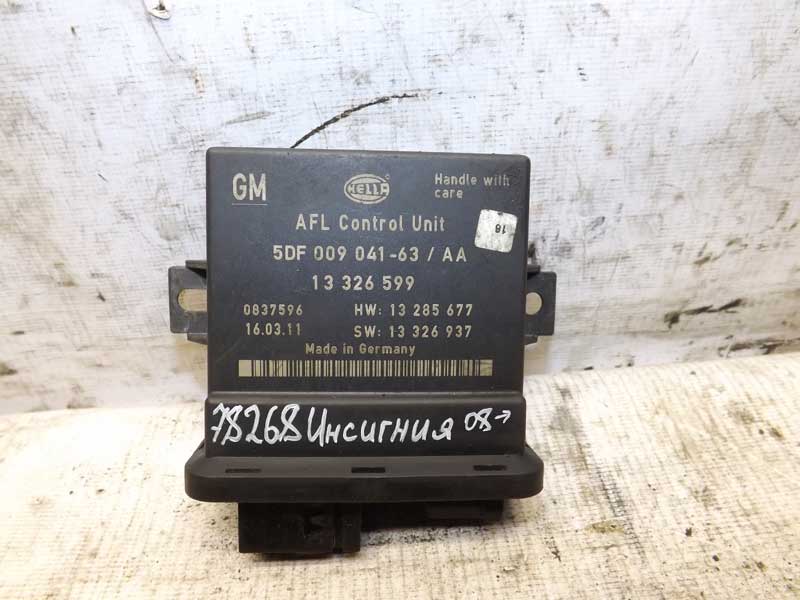 GM
HELLA
Handle with
care
AFL Control Unit
18
5DF 009 041-63 / AA
13 326 599
0837596
HW: 13 285 677
16.03.11
SW: 13 326 937
Made in Germany
78268 Инсигния 08→